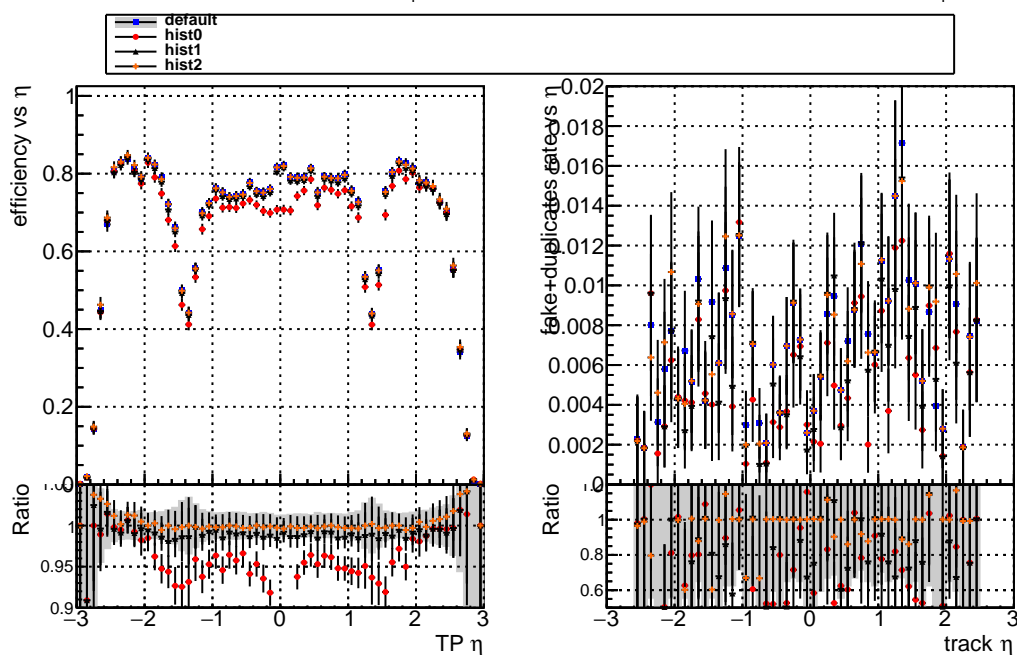 default
hist0
hist1
hist2
efficiency vs η
1
0.8
0.6
0.4
0.2
0
Ratio
1
0.95
0.9
−3 −2 −1 0 1 2 3
TP η
fake+duplicates rate vs η
0.02
0.018
0.016
0.014
0.012
0.01
0.008
0.006
0.004
0.002
0
Ratio
1
0.8
0.6
−3 −2 −1 0 1 2 3
track η